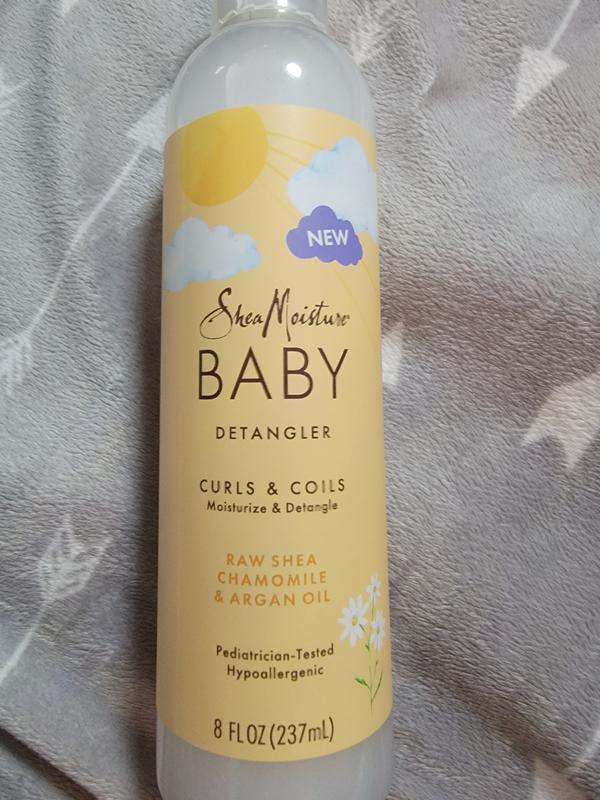 NEW
SheaMoisture
BABY
DETANGLER
CURLS & COILS
Moisturize & Detangle
RAW SHEA
CHAMOMILE
& ARGAN OIL
Pediatrician-Tested
Hypoallergenic
8 FL OZ (237mL)